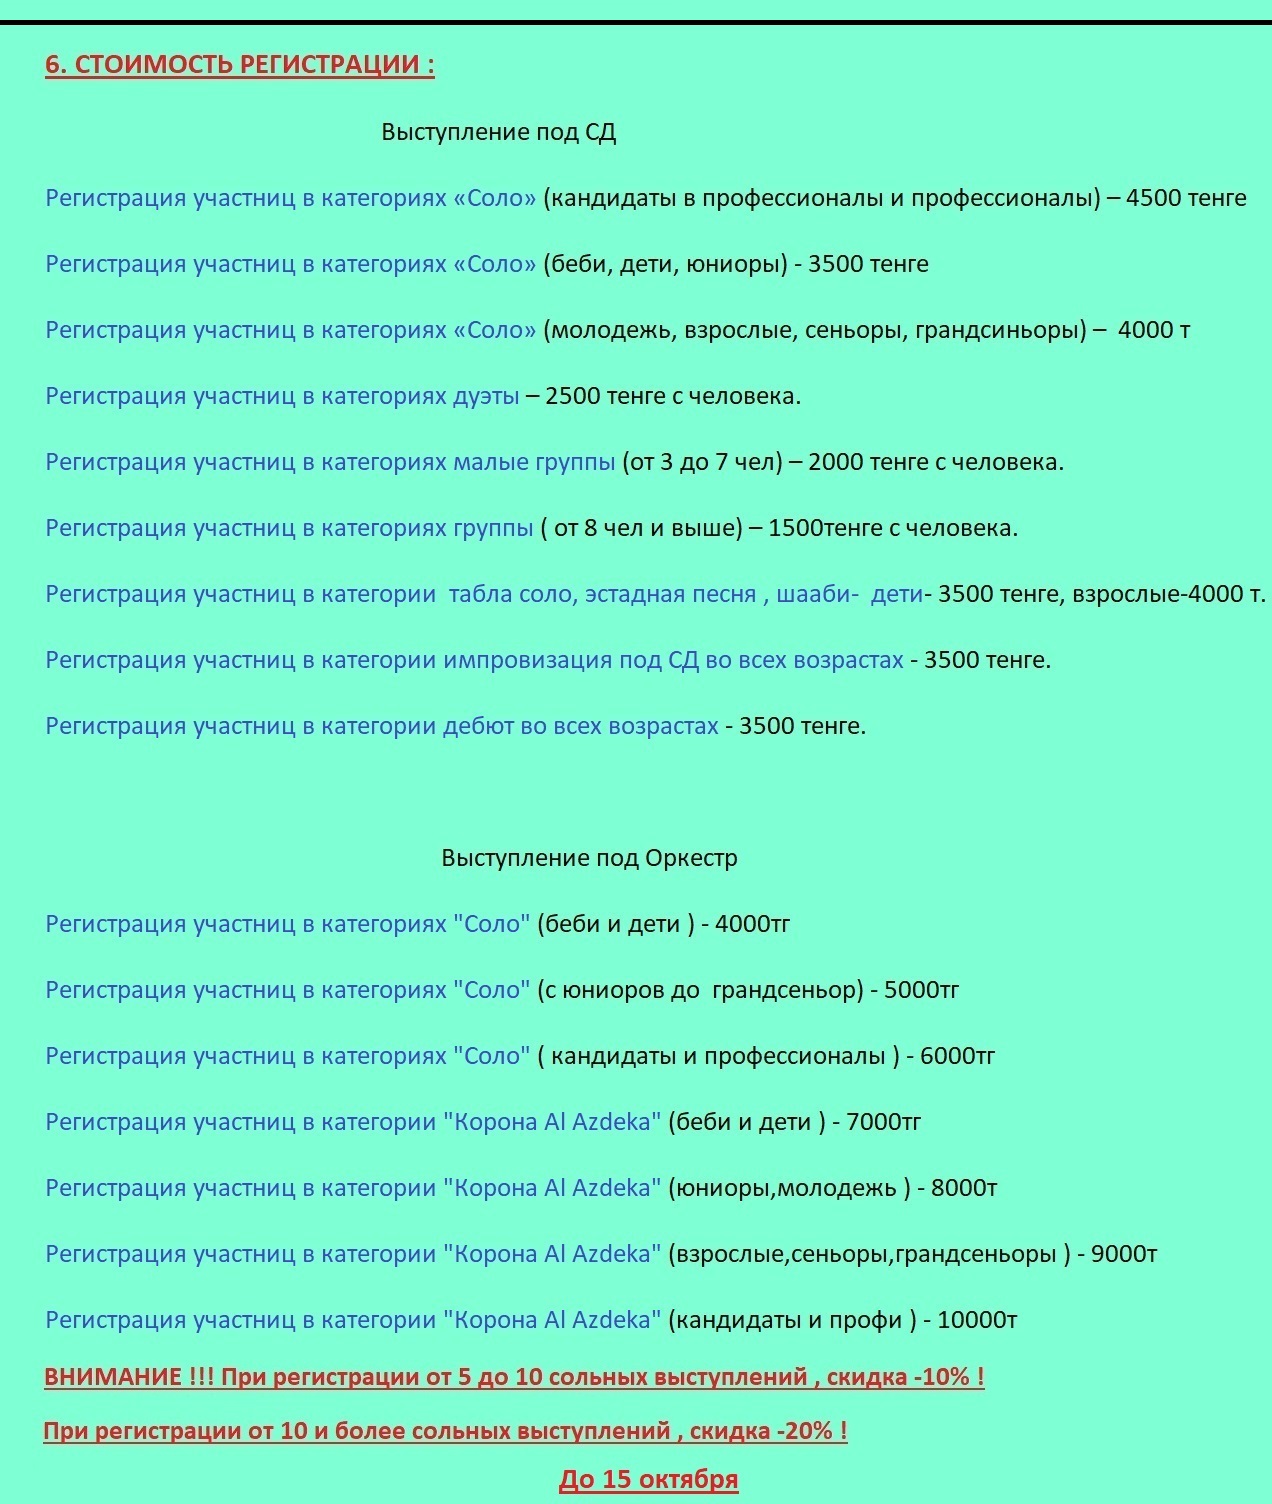 6. СТОИМОСТЬ РЕГИСТРАЦИИ :
Выступление под СД
Регистрация участниц в категориях «Соло» (кандидаты в профессионалы и профессионалы) – 4500 тенге
Регистрация участниц в категориях «Соло» (беби, дети, юниоры) - 3500 тенге
Регистрация участниц в категориях «Соло» (молодежь, взрослые, сеньоры, грандсиньоры) – 4000 т
Регистрация участниц в категориях дуэты – 2500 тенге с человека.
Регистрация участниц в категориях малые группы (от 3 до 7 чел) – 2000 тенге с человека.
Регистрация участниц в категориях группы ( от 8 чел и выше) – 1500тенге с человека.
Регистрация участниц в категории табла соло, эстадная песня , шааби- дети- 3500 тенге, взрослые-4000 т.
Регистрация участниц в категории импровизация под СД во всех возрастах - 3500 тенге.
Регистрация участниц в категории дебют во всех возрастах - 3500 тенге.
Выступление под Оркестр
Регистрация участниц в категориях "Соло" (беби и дети ) - 4000тг
Регистрация участниц в категориях "Соло" (с юниоров до грандсеньор) - 5000тг
Регистрация участниц в категориях "Соло" ( кандидаты и профессионалы ) - 6000тг
Регистрация участниц в категории "Корона Al Azdeka" (беби и дети ) - 7000тг
Регистрация участниц в категории "Корона Al Azdeka" (юниоры,молодежь ) - 8000т
Регистрация участниц в категории "Корона Al Azdeka" (взрослые,сеньоры,грандсеньоры ) - 9000т
Регистрация участниц в категории "Корона Al Azdeka" (кандидаты и профи ) - 10000т
ВНИМАНИЕ !!! При регистрации от 5 до 10 сольных выступлений , скидка -10% !
При регистрации от 10 и более сольных выступлений , скидка -20% !
До 15 октября